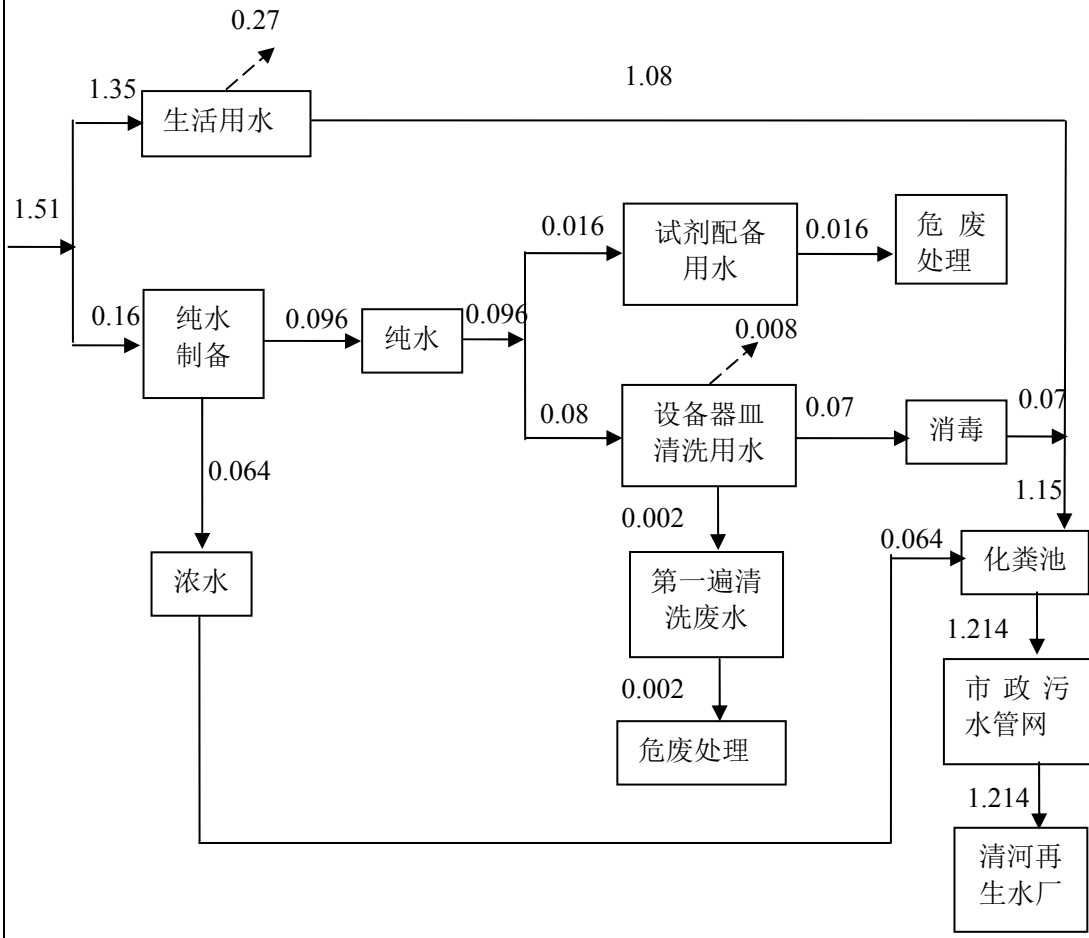 0.27
1.08
1.35
生活用水
1.51
0.016
试剂配备
用水
0.016
危 废
处理
0.16
纯水
制备
0.096
纯水
0.096
0.008
0.08
设备器皿
清洗用水
0.07
消毒
0.07
0.064
0.002
1.15
浓水
第一遍清
洗废水
0.064
化粪池
1.214
0.002
市 政 污
水管网
危废处理
1.214
清河再
生水厂